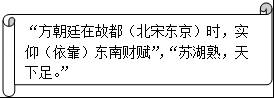 “方朝廷在故都（北宋东京）时，实
仰（依靠）东南财赋”，“苏湖熟，天
下足。”